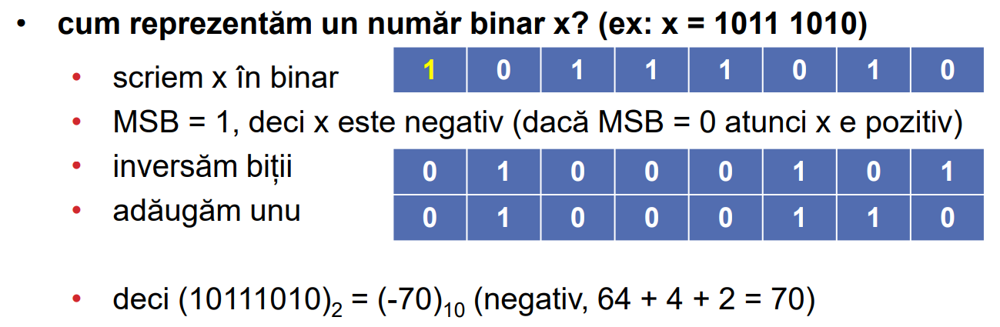 • cum reprezentăm un număr binar x? (ex: x = 1011 1010)
• scriem x în binar 1 0 1 1 1 0 1 0
• MSB = 1, deci x este negativ (dacă MSB = 0 atunci x e pozitiv)
• inversăm biții 0 1 0 0 0 1 0 1
• adăugăm unu 0 1 0 0 0 1 1 0
• deci (10111010)₂ = (-70)₁₀ (negativ, 64 + 4 + 2 = 70)